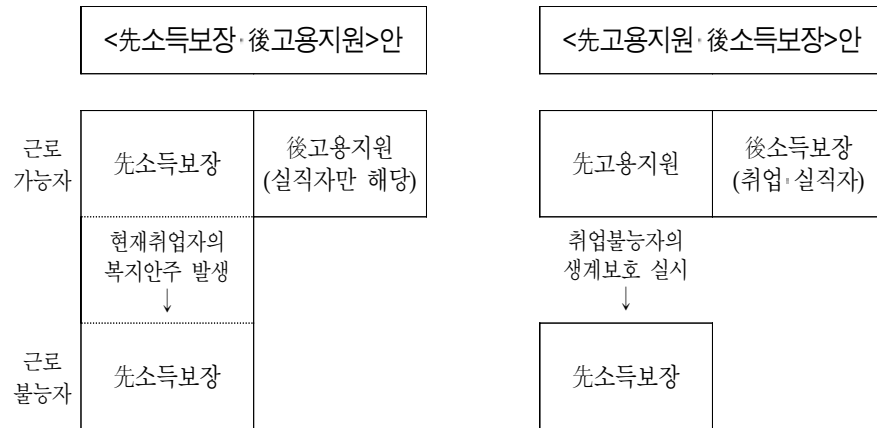 <先소득보장·後고용지원>안
<先고용지원·後소득보장>안
근로
가능자
先소득보장
後고용지원
(실직자만 해당)
先고용지원
後소득보장
(취업·실직자)
현재취업자의
복지안주 발생
↓
취업불능자의
생계보호 실시
↓
근로
불능자
先소득보장
先소득보장